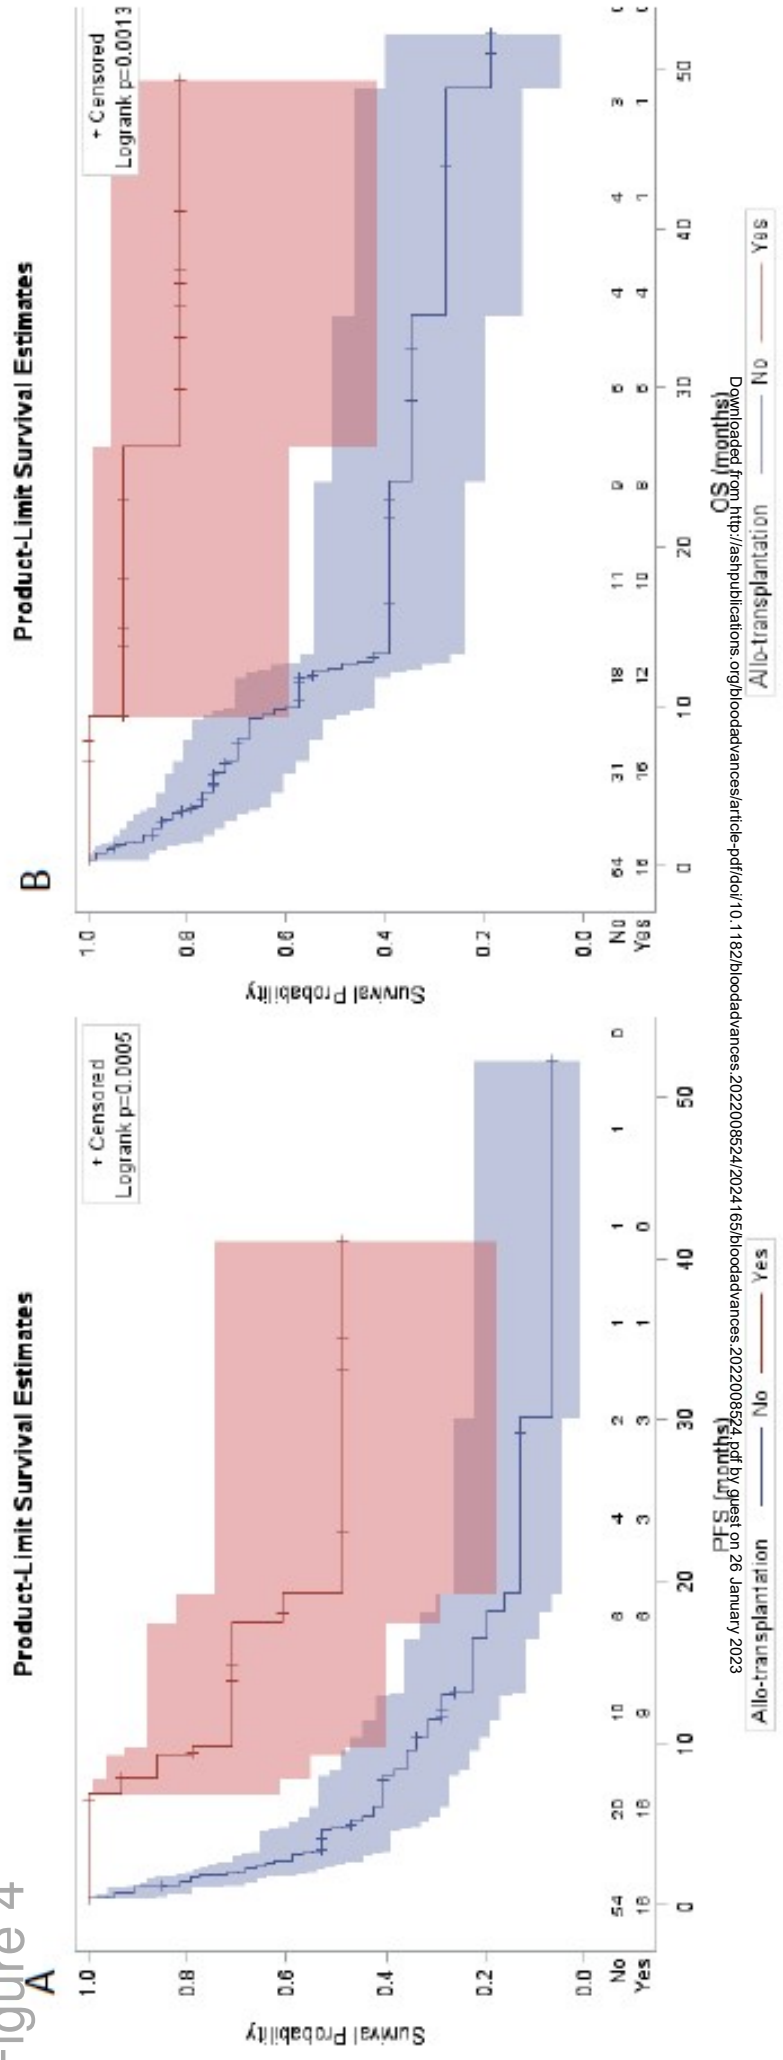 Figure 4
A
Product-Limit Survival Estimates
+ Censored
Logrank p=0.0005
Survival Probability
1.0
0.8
0.6
0.4
0.2
0.0
No 54 26 10 8 4 2 1 1 1 0
Yes 16 16 9 6 3 3 1 0
0 10 20 30 40 50
PFS (months)
Allo-transplantation No Yes
B
Product-Limit Survival Estimates
+ Censored
Logrank p=0.0013
Survival Probability
1.0
0.8
0.6
0.4
0.2
0.0
No 64 31 18 11 9 6 4 4 3
Yes 16 16 12 10 8 6 4 1 1
0 10 20 30 40 50
OS (months)
Allo-transplantation No Yes
Downloaded from http://ashpublications.org/bloodadvances/article-pdf/doi/10.1182/bloodadvances.2022008524/2024165/bloodadvances.2022008524.pdf by guest on 26 January 2023